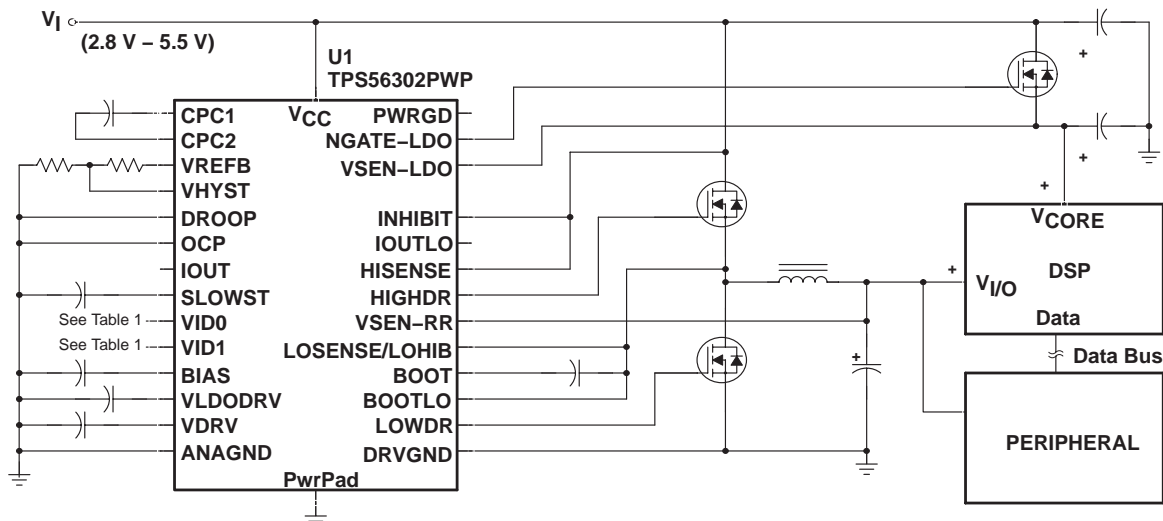 VI
(2.8 V – 5.5 V)
U1
TPS56302PWP
VCC
CPC1
CPC2
VREFB
VHYST
DROOP
OCP
IOUT
SLOWST
VID0
VID1
BIAS
VLDODRV
VDRV
ANAGND
See Table 1
See Table 1
PWRGD
NGATE–LDO
VSEN–LDO
INHIBIT
IOUTLO
HISENSE
HIGHDR
VSEN–RR
LOSENSE/LOHIB
BOOT
BOOTLO
LOWDR
DRVGND
PwrPad
+
+
+
+
+
VCORE
VI/O
DSP
Data
Data Bus
PERIPHERAL